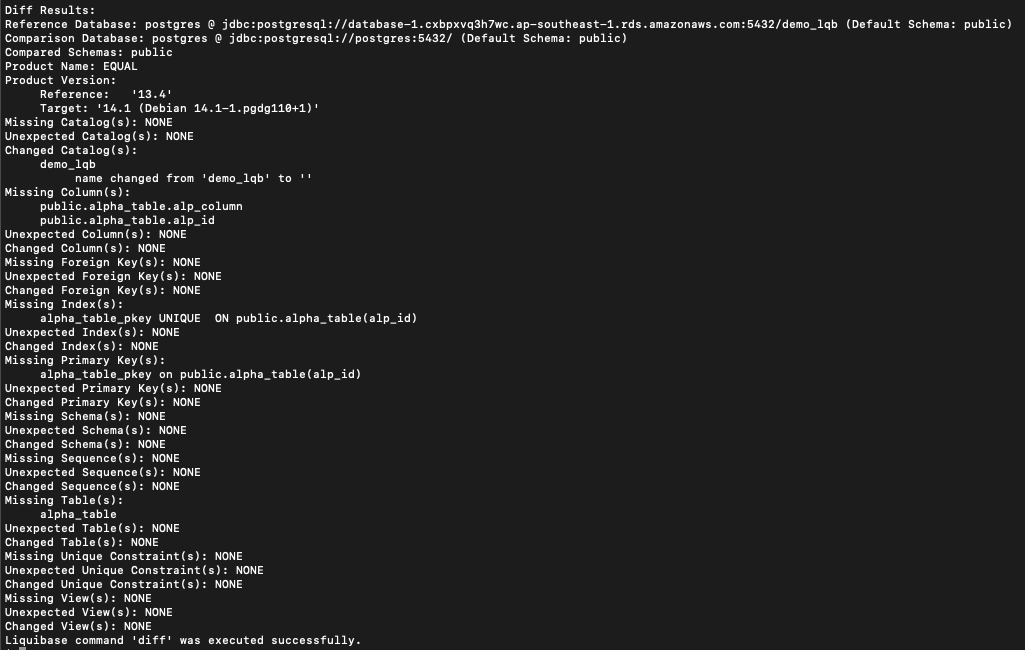 Diff Results:
Reference Database: postgres @ jdbc:postgresql://database-1.cxbpxvq3h7wc.ap-southeast-1.rds.amazonaws.com:5432/demo_lqb (Default Schema: public)
Comparison Database: postgres @ jdbc:postgresql://postgres:5432/ (Default Schema: public)
Compared Schemas: public
Product Name: EQUAL
Product Version:
     Reference:   '13.4'
     Target: '14.1 (Debian 14.1-1.pgdg110+1)'
Missing Catalog(s): NONE
Unexpected Catalog(s): NONE
Changed Catalog(s):
     demo_lqb
          name changed from 'demo_lqb' to ''
Missing Column(s):
     public.alpha_table.alp_column
     public.alpha_table.alp_id
Unexpected Column(s): NONE
Changed Column(s): NONE
Missing Foreign Key(s): NONE
Unexpected Foreign Key(s): NONE
Changed Foreign Key(s): NONE
Missing Index(s):
     alpha_table_pkey UNIQUE  ON public.alpha_table(alp_id)
Unexpected Index(s): NONE
Changed Index(s): NONE
Missing Primary Key(s):
     alpha_table_pkey on public.alpha_table(alp_id)
Unexpected Primary Key(s): NONE
Changed Primary Key(s): NONE
Missing Schema(s): NONE
Unexpected Schema(s): NONE
Changed Schema(s): NONE
Missing Sequence(s): NONE
Unexpected Sequence(s): NONE
Changed Sequence(s): NONE
Missing Table(s):
     alpha_table
Unexpected Table(s): NONE
Changed Table(s): NONE
Missing Unique Constraint(s): NONE
Unexpected Unique Constraint(s): NONE
Changed Unique Constraint(s): NONE
Missing View(s): NONE
Unexpected View(s): NONE
Changed View(s): NONE
Liquibase command 'diff' was executed successfully.